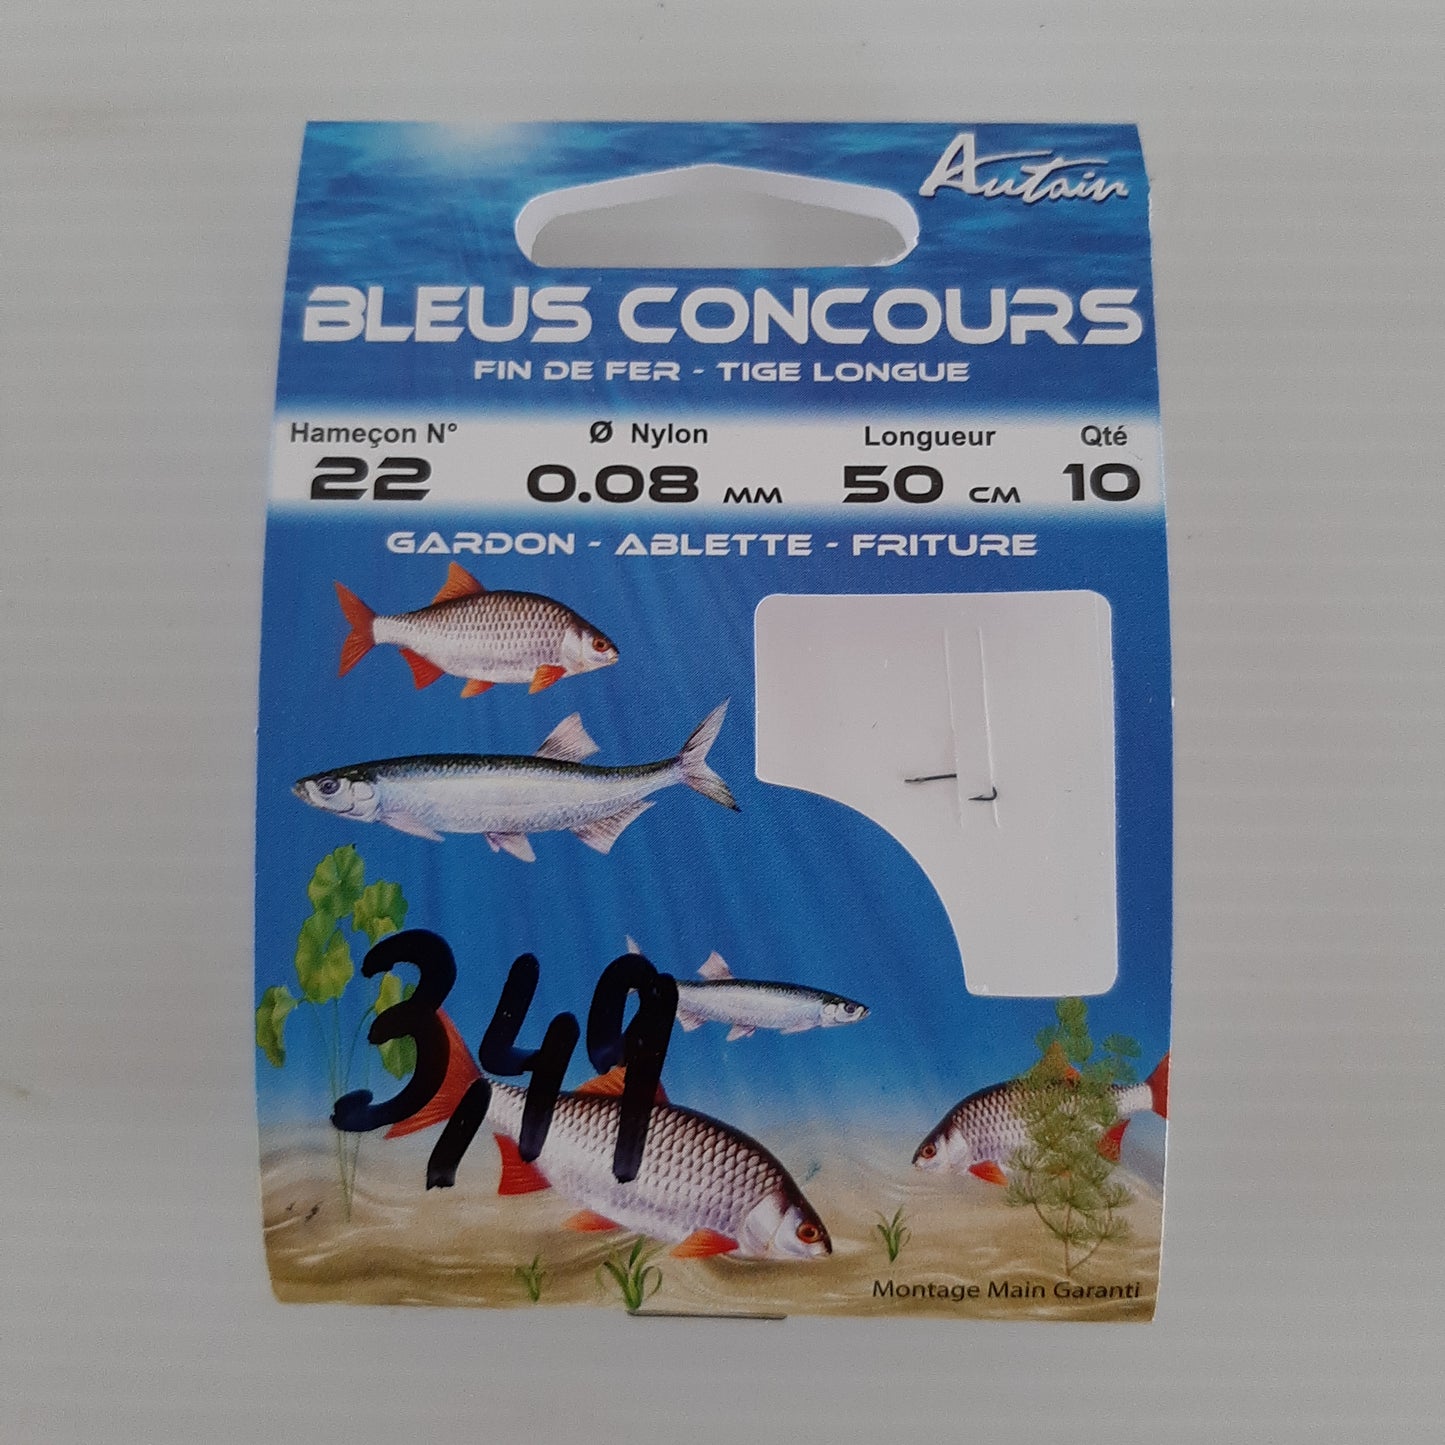 Autain
BLEUS CONCOURS
FIN DE FER - TIGE LONGUE
Hameçon N° Ø Nylon Longueur Qté
22 0.08 MM 50 CM 10
GARDON - ABLETTE - FRITURE
3,49
Montage Main Garanti